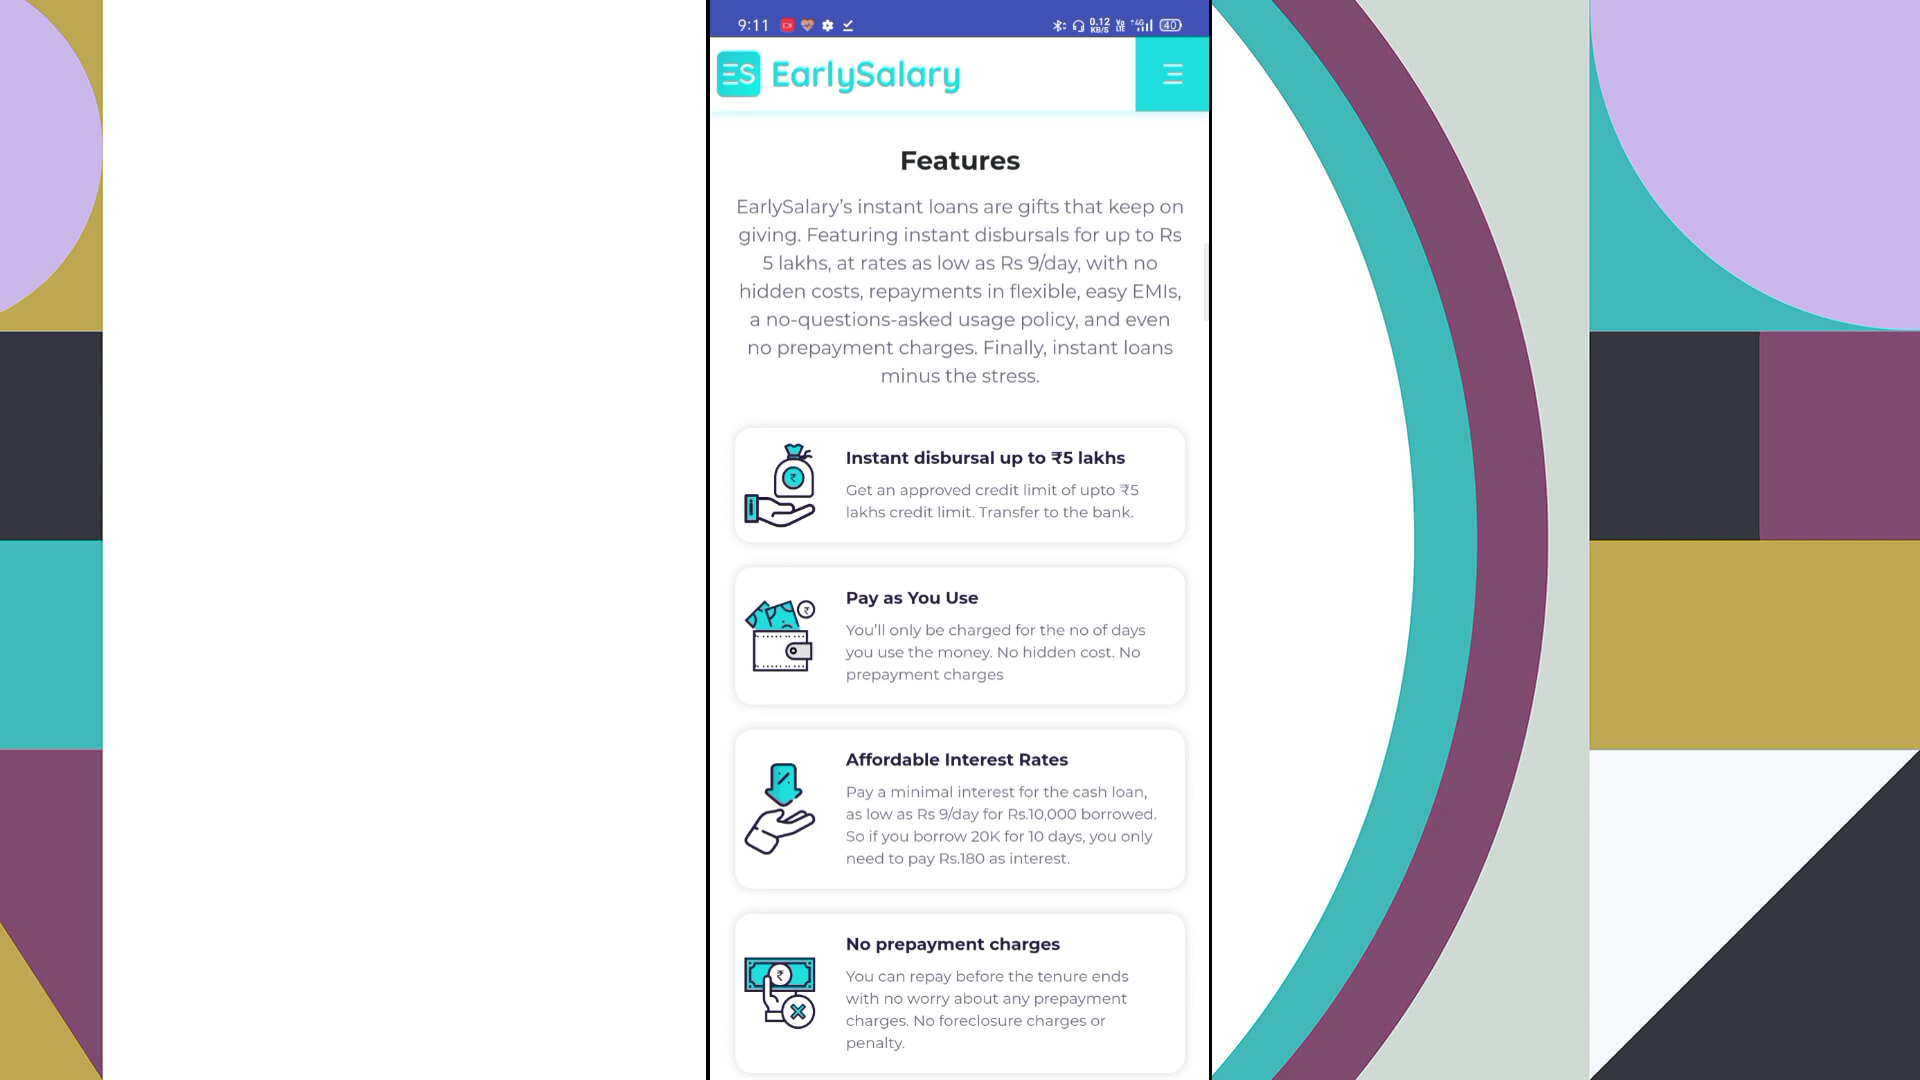 9:11 0.12 KB/S Vo LTE 4G 40
ES EarlySalary
Features
EarlySalary’s instant loans are gifts that keep on
giving. Featuring instant disbursals for up to Rs
5 lakhs, at rates as low as Rs 9/day, with no
hidden costs, repayments in flexible, easy EMIs,
a no-questions-asked usage policy, and even
no prepayment charges. Finally, instant loans
minus the stress.
Instant disbursal up to ₹5 lakhs
Get an approved credit limit of upto ₹5
lakhs credit limit. Transfer to the bank.
Pay as You Use
You’ll only be charged for the no of days
you use the money. No hidden cost. No
prepayment charges
Affordable Interest Rates
Pay a minimal interest for the cash loan,
as low as Rs 9/day for Rs.10,000 borrowed.
So if you borrow 20K for 10 days, you only
need to pay Rs.180 as interest.
No prepayment charges
You can repay before the tenure ends
with no worry about any prepayment
charges. No foreclosure charges or
penalty.